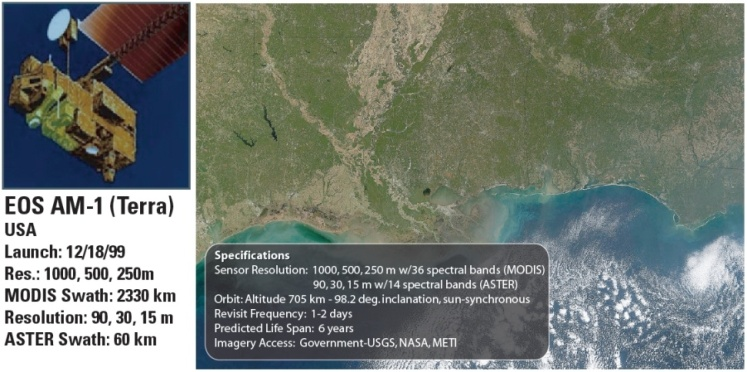 EOS AM-1 (Terra)
USA
Launch: 12/18/99
Res.: 1000, 500, 250m
MODIS Swath: 2330 km
Resolution: 90, 30, 15 m
ASTER Swath: 60 km
Specifications
Sensor Resolution: 1000, 500, 250 m w/36 spectral bands (MODIS)
90, 30, 15 m w/14 spectral bands (ASTER)
Orbit: Altitude 705 km - 98.2 deg. inclanation, sun-synchronous
Revisit Frequency: 1-2 days
Predicted Life Span: 6 years
Imagery Access: Government-USGS, NASA, METI